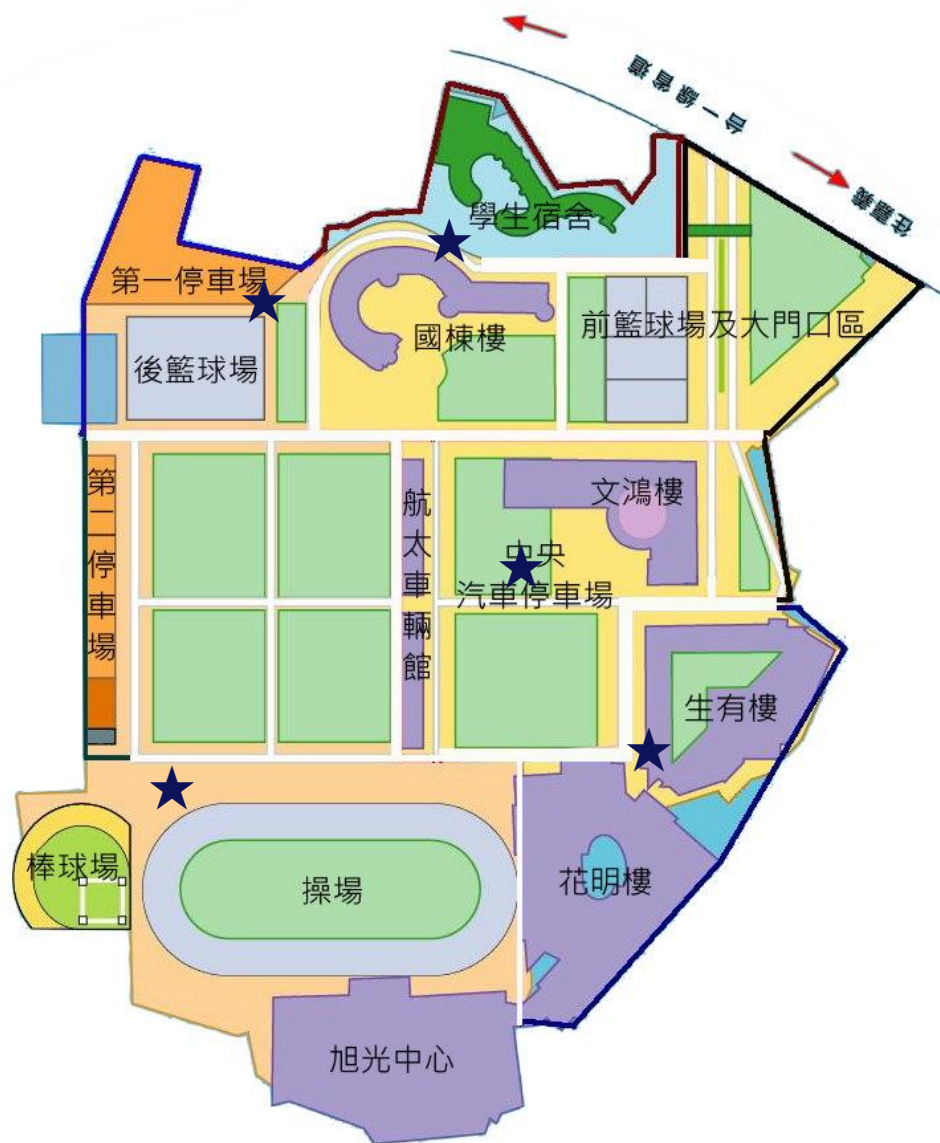 台一線省道
往嘉義
學生宿舍
第一停車場
國棟樓
前籃球場及大門口區
後籃球場
第二停車場
航太車輛館
文鴻樓
中央
汽車停車場
生有樓
棒球場
操場
花明樓
旭光中心